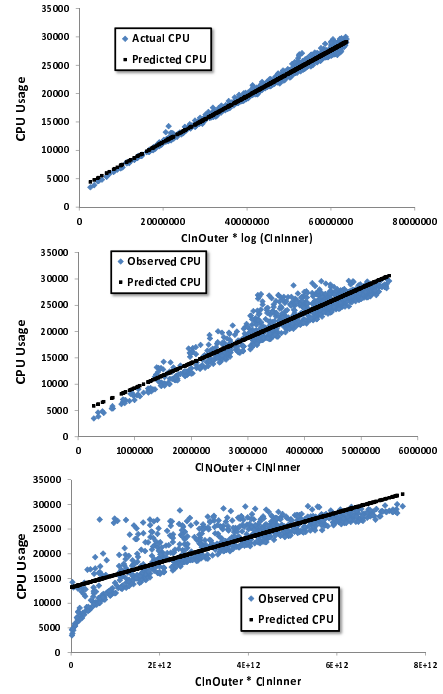 35000
30000
25000
20000
15000
10000
5000
0
CPU Usage
Actual CPU
Predicted CPU
0 20000000 40000000 60000000 80000000
CInOuter * log (CInInner)
35000
30000
25000
20000
15000
10000
5000
0
CPU Usage
Observed CPU
Predicted CPU
0 1000000 2000000 3000000 4000000 5000000 6000000
CINOuter + CINInner
35000
30000
25000
20000
15000
10000
5000
0
CPU Usage
Observed CPU
Predicted CPU
0 2E+12 4E+12 6E+12 8E+12
CInOuter * CInInner